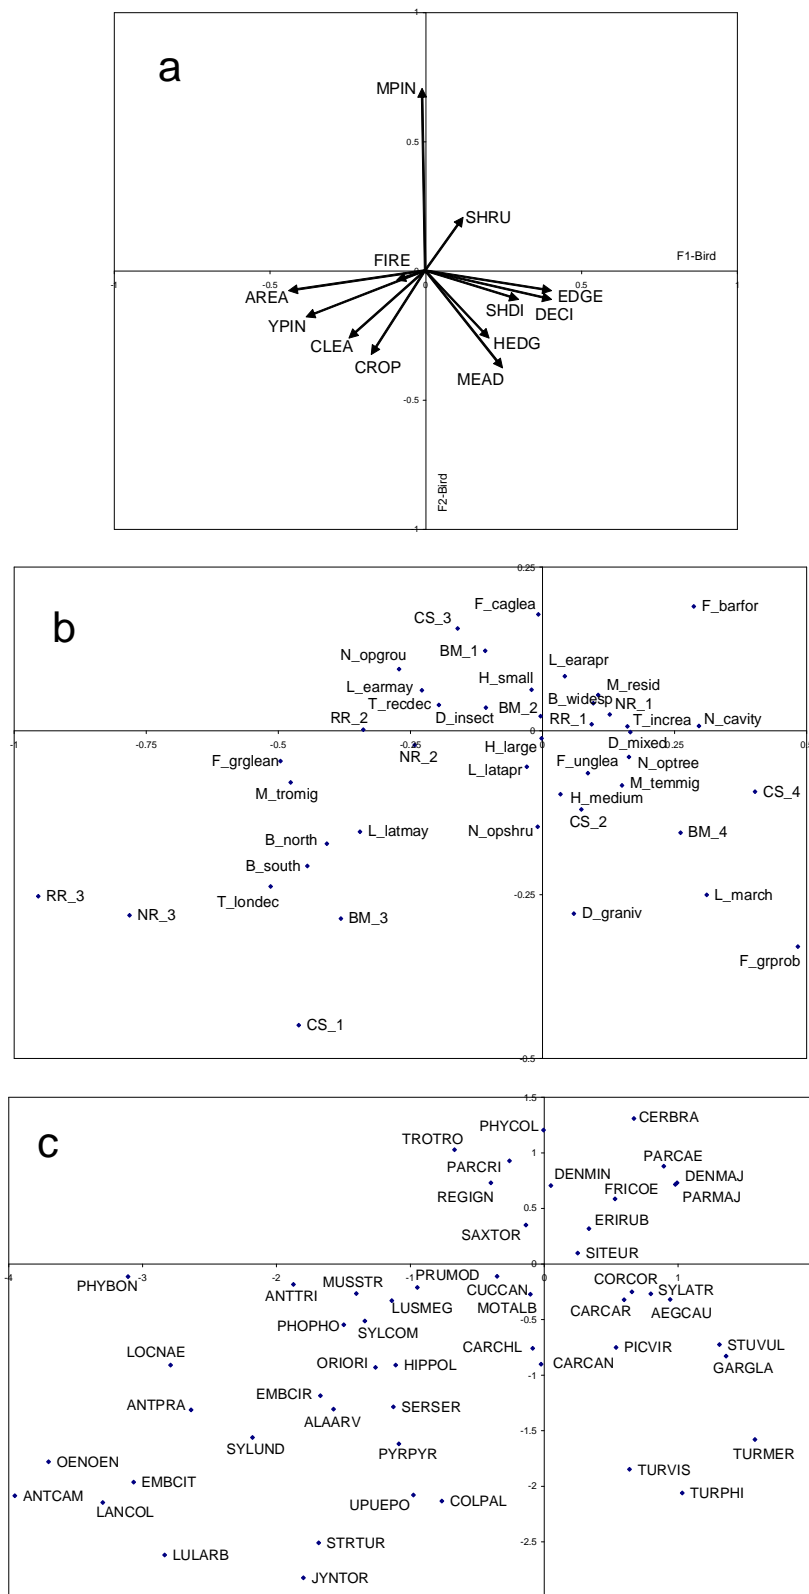 1
a
MPIN
0.5
SHRU
FIRE
F1-Bird
-1 -0.5 0 0 0.5 1
AREA
EDGE
SHDI
DECI
YPIN
CLEA
HEDG
CROP
MEAD
-0.5
F2-Bird
-1
0.25
F_caglea
F_barfor
b
CS_3
N_opgrou
BM_1
L_earapr
L_earmay
H_small
M_resid
T_recdec
B_widesp
D_insect
BM_2
NR_1
RR_2
RR_1
T_increa
N_cavity
-1 -0.75 -0.5 -0.25 0 0.25 0.5
NR_2
H_large
D_mixed
F_grglean
L_latapr
F_unglea
N_optree
M_tromig
M_temmig
CS_4
H_medium
CS_2
L_latmay
N_opshru
BM_4
B_north
B_south
RR_3
T_londec
-0.25
L_march
NR_3
BM_3
D_graniv
F_grprob
CS_1
-0.5
1.5
PHYCOL
CERBRA
c
TROTRO
1
PARCRI
PARCAE
DENMIN
DENMAJ
REGIGN
FRICOE
PARMAJ
0.5
SAXTOR
ERIRUB
SITEUR
-4 -3 -2 -1 0 1
PHYBON
PRUMOD
CORCOR
ANTTRI
MUSSTR
CUCCAN
SYLATR
LUSMEG
MOTALB
CARCAR
AEGCAU
PHOPHO
SYLCOM
-0.5
CARCHL
PICVIR
STUVUL
LOCNAE
GARGLA
ORIORI
HIPPOL
CARCAN
-1
EMBCIR
ANTPRA
ALAARV
SERSER
-1.5
SYLUND
PYRPYR
TURMER
OENOEN
TURVIS
EMBCIT
-2
ANTCAM
LANCOL
UPUEPO
COLPAL
TURPHI
STRTUR
-2.5
LULARB
JYNTOR